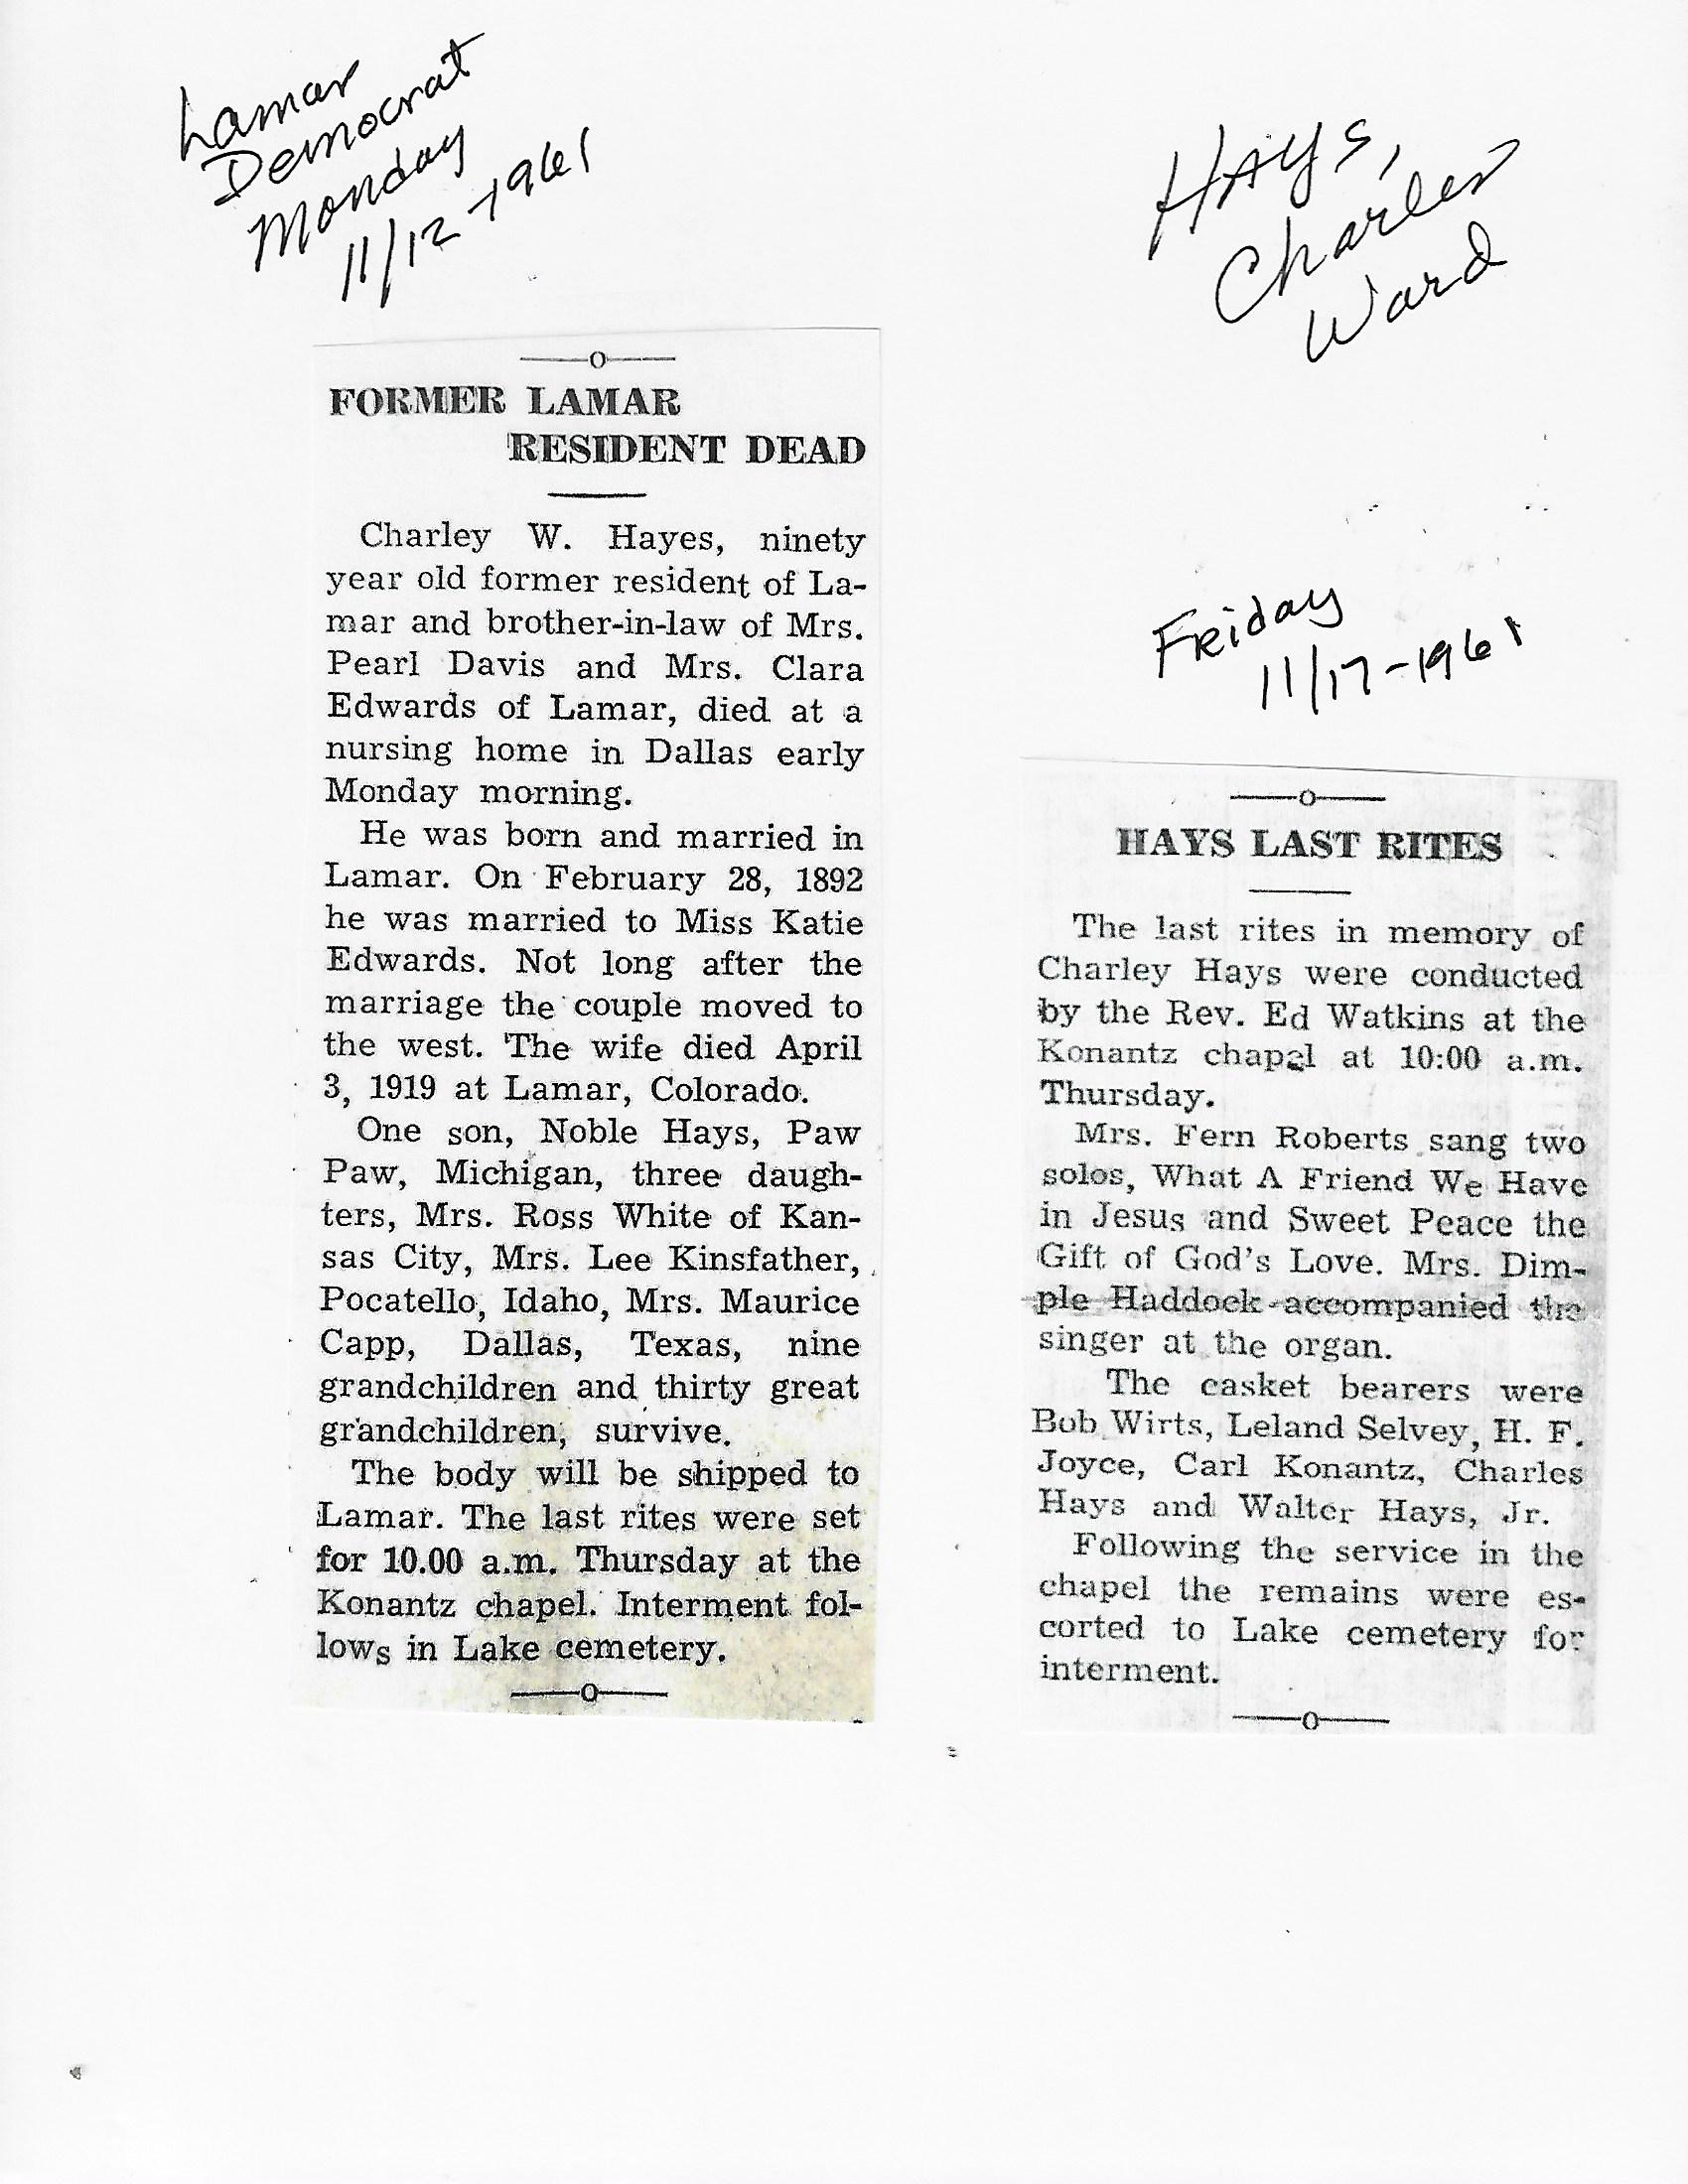 Lamar
Democrat
Monday
11/12-1961
HAYS,
Charles
Ward
FORMER LAMAR
RESIDENT DEAD
Charley W. Hayes, ninety
year old former resident of La-
mar and brother-in-law of Mrs.
Pearl Davis and Mrs. Clara
Edwards of Lamar, died at a
nursing home in Dallas early
Monday morning.
He was born and married in
Lamar. On February 28, 1892
he was married to Miss Katie
Edwards. Not long after the
marriage the couple moved to
the west. The wife died April
3, 1919 at Lamar, Colorado.
One son, Noble Hays, Paw
Paw, Michigan, three daugh-
ters, Mrs. Ross White of Kan-
sas City, Mrs. Lee Kinsfather,
Pocatello, Idaho, Mrs. Maurice
Capp, Dallas, Texas, nine
grandchildren and thirty great
grandchildren, survive.
The body will be shipped to
Lamar. The last rites were set
for 10.00 a.m. Thursday at the
Konantz chapel. Interment fol-
lows in Lake cemetery.
Friday
11/17-1961
HAYS LAST RITES
The last rites in memory of
Charley Hays were conducted
by the Rev. Ed Watkins at the
Konantz chapel at 10:00 a.m.
Thursday.
Mrs. Fern Roberts sang two
solos, What A Friend We Have
in Jesus and Sweet Peace the
Gift of God's Love. Mrs. Dim-
ple Haddock accompanied the
singer at the organ.
The casket bearers were
Bob Wirts, Leland Selvey, H. F.
Joyce, Carl Konantz, Charles
Hays and Walter Hays, Jr.
Following the service in the
chapel the remains were es-
corted to Lake cemetery for
interment.